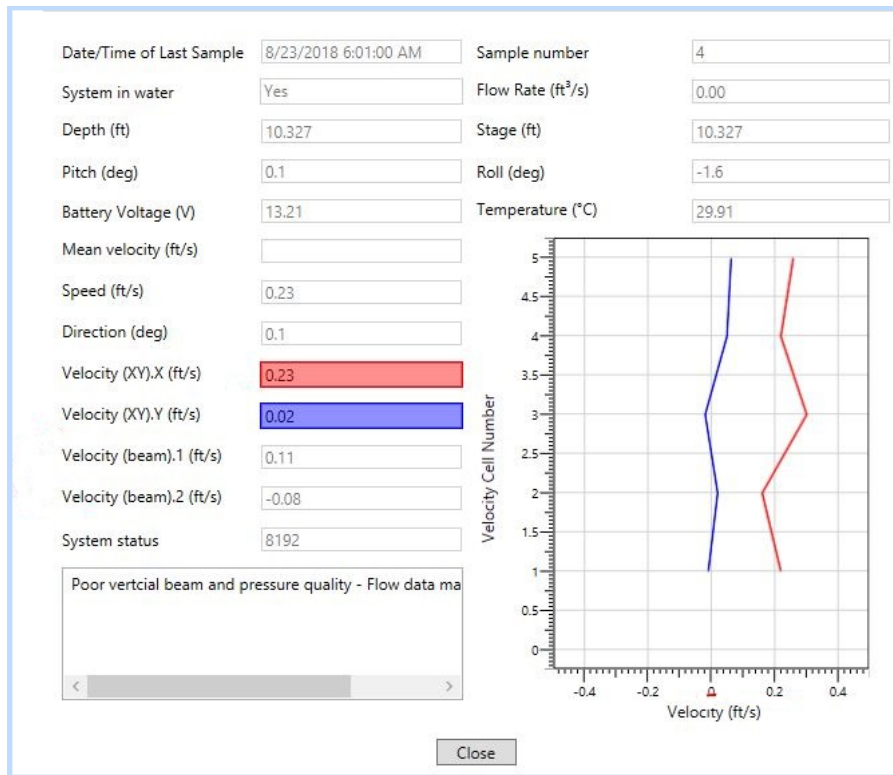 Date/Time of Last Sample 8/23/2018 6:01:00 AM Sample number 4
System in water Yes Flow Rate (ft³/s) 0.00
Depth (ft) 10.327 Stage (ft) 10.327
Pitch (deg) 0.1 Roll (deg) -1.6
Battery Voltage (V) 13.21 Temperature (°C) 29.91
Mean velocity (ft/s)
Speed (ft/s) 0.23
Direction (deg) 0.1
Velocity (XY).X (ft/s) 0.23
Velocity (XY).Y (ft/s) 0.02
Velocity (beam).1 (ft/s) 0.11
Velocity (beam).2 (ft/s) -0.08
System status 8192
Poor vertcial beam and pressure quality - Flow data ma
Velocity Cell Number
5
4.5
4
3.5
3
2.5
2
1.5
1
0.5
0
-0.4 -0.2 0 0.2 0.4
Velocity (ft/s)
Close